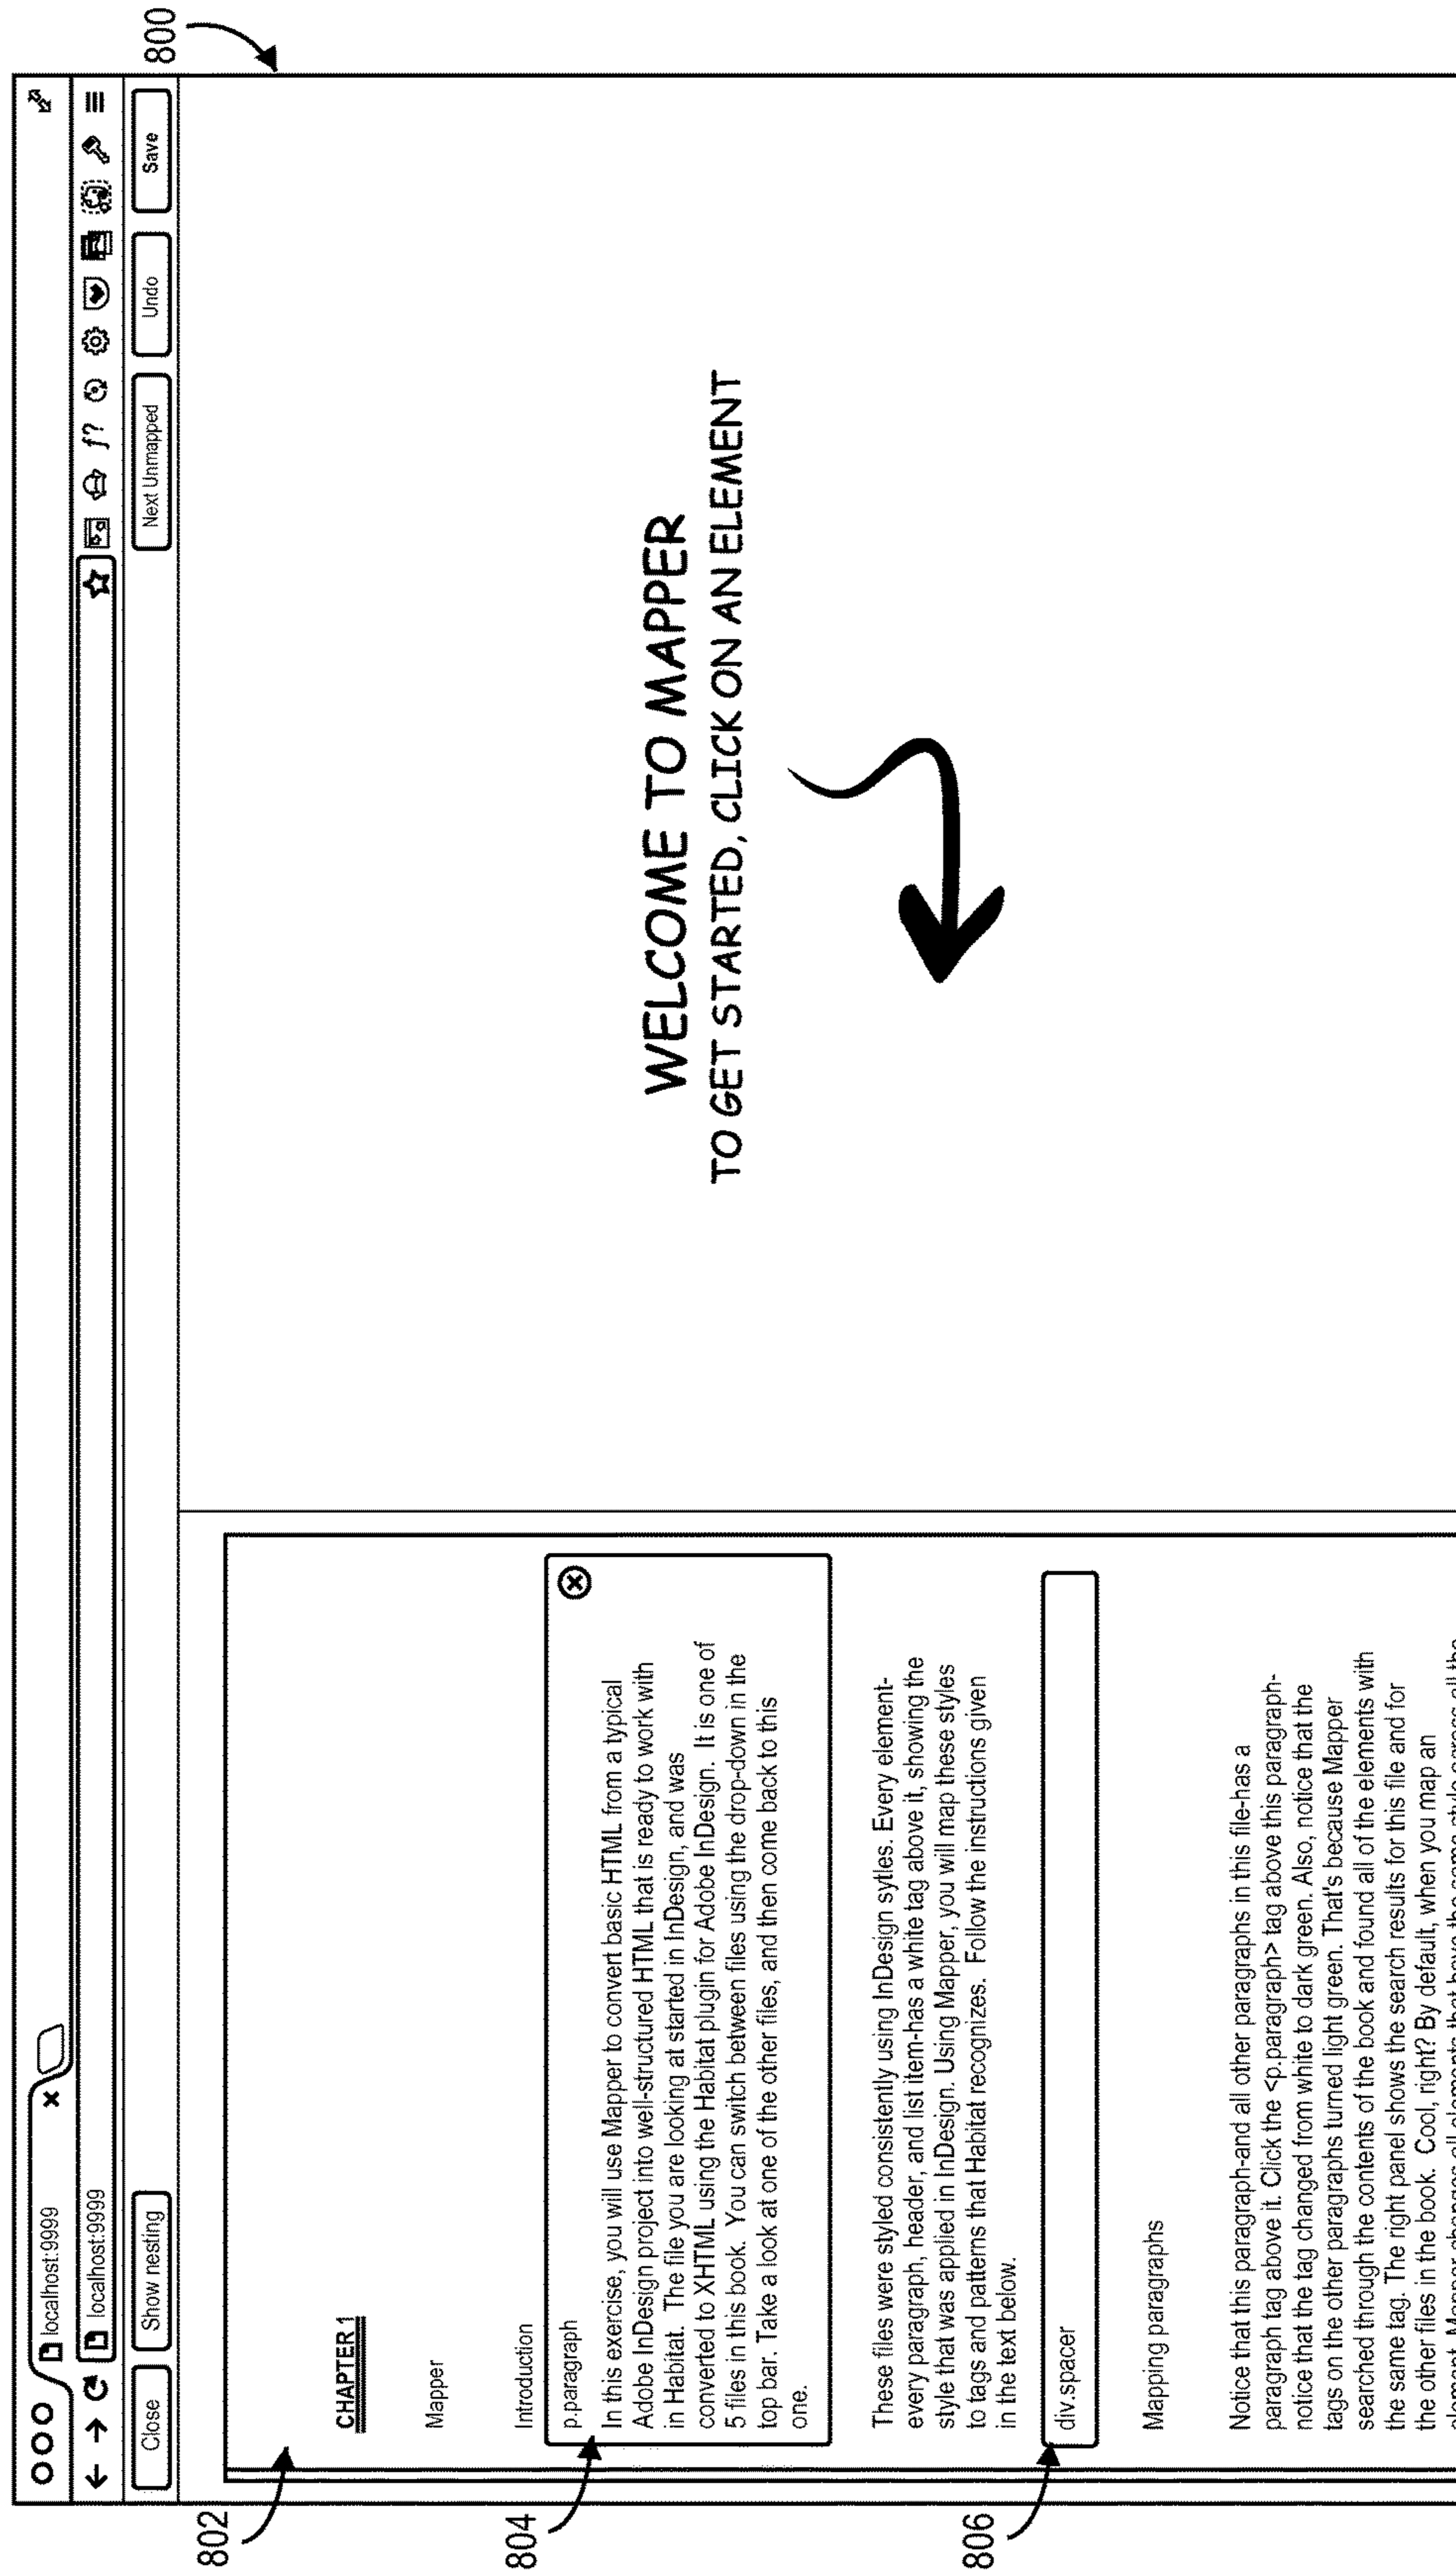 800
localhost:9999
localhost:9999
f?
Close
Show nesting
Next Unmapped
Undo
Save
802
CHAPTER 1
Mapper
Introduction
804
p.paragraph
In this exercise, you will use Mapper to convert basic HTML from a typical
Adobe InDesign project into well-structured HTML that is ready to work with
in Habitat. The file you are looking at started in InDesign, and was
converted to XHTML using the Habitat plugin for Adobe InDesign. It is one of
5 files in this book. You can switch between files using the drop-down in the
top bar. Take a look at one of the other files, and then come back to this
one.
These files were styled consistently using InDesign sytles. Every element-
every paragraph, header, and list item-has a white tag above it, showing the
style that was applied in InDesign. Using Mapper, you will map these styles
to tags and patterns that Habitat recognizes. Follow the instructions given
in the text below.
806
div.spacer
Mapping paragraphs
Notice that this paragraph-and all other paragraphs in this file-has a
paragraph tag above it. Click the <p.paragraph> tag above this paragraph-
notice that the tag changed from white to dark green. Also, notice that the
tags on the other paragraphs turned light green. That's because Mapper
searched through the contents of the book and found all of the elements with
the same tag. The right panel shows the search results for this file and for
the other files in the book. Cool, right? By default, when you map an
element, Mapper changes all elements that have the same style across all the
WELCOME TO MAPPER
TO GET STARTED, CLICK ON AN ELEMENT